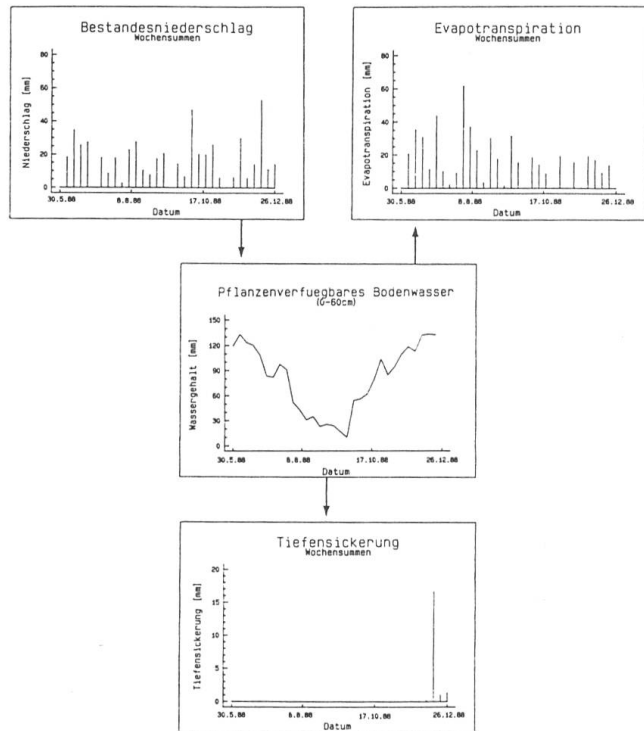 Bestandesniederschlag
Wochensummen
Niederschlag [mm]
80
60
40
20
0
30.5.88
8.8.88
17.10.88
26.12.88
Datum
Evapotranspiration
Wochensummen
Evapotranspiration [mm]
80
60
40
20
0
30.5.88
8.8.88
17.10.88
26.12.88
Datum
Pflanzenverfuegbares Bodenwasser
(0-60cm)
Wassergehalt [mm]
150
120
90
60
30
0
30.5.88
8.8.88
17.10.88
26.12.88
Datum
Tiefensickerung
Wochensummen
Tiefensickerung [mm]
20
15
10
5
0
30.5.88
8.8.88
17.10.88
26.12.88
Datum